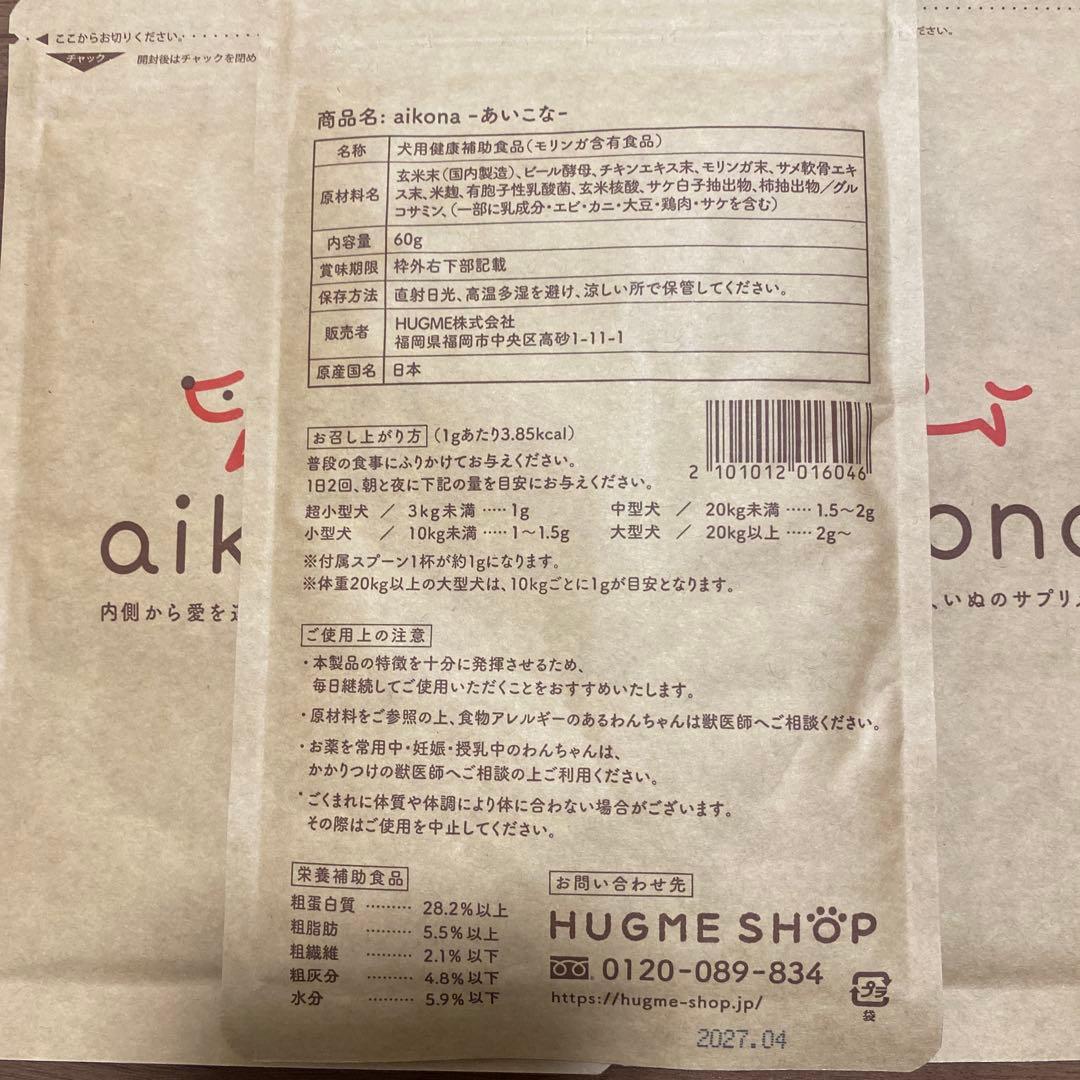 ここからお切りください。
チャック
開封後はチャックを閉め
ださい。
商品名: aikona -あいこな-
名称 犬用健康補助食品(モリンガ含有食品)
原材料名 玄米末(国内製造)、ビール酵母、チキンエキス末、モリンガ末、サメ軟骨エキ
ス末、米麹、有胞子性乳酸菌、玄米核酸、サケ白子抽出物、柿抽出物/グル
コサミン、(一部に乳成分・エビ・カニ・大豆・鶏肉・サケを含む)
内容量 60g
賞味期限 枠外右下部記載
保存方法 直射日光、高温多湿を避け、涼しい所で保管してください。
販売者 HUGME株式会社
福岡県福岡市中央区高砂1-11-1
原産国名 日本
2 101012 016046
お召し上がり方 (1gあたり3.85kcal)
普段の食事にふりかけてお与えください。
1日2回、朝と夜に下記の量を目安にお与えください。
超小型犬 / 3kg未満 ····· 1g 中型犬 / 20kg未満 ····· 1.5~2g
小型犬 / 10kg未満 ····· 1~1.5g 大型犬 / 20kg以上 ····· 2g~
※付属スプーン1杯が約1gになります。
※体重20kg以上の大型犬は、10kgごとに1gが目安となります。
ご使用上の注意
・本製品の特徴を十分に発揮させるため、
毎日継続してご使用いただくことをおすすめいたします。
・原材料をご参照の上、食物アレルギーのあるわんちゃんは獣医師へご相談ください。
・お薬を常用中・妊娠・授乳中のわんちゃんは、
かかりつけの獣医師へご相談の上ご利用ください。
・ごくまれに体質や体調により体に合わない場合がございます。
その際はご使用を中止してください。
栄養補助食品
粗蛋白質 ········· 28.2%以上
粗脂肪 ········· 5.5%以上
粗繊維 ········· 2.1%以下
粗灰分 ········· 4.8%以下
水分 ········· 5.9%以下
お問い合わせ先
HUGME SHOP
0120-089-834
https://hugme-shop.jp/
プラ
袋
2027.04
aik
内側から愛を
ona
、いぬのサプリ